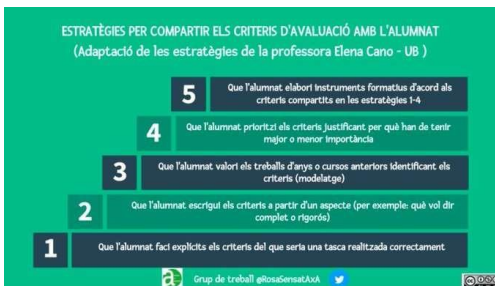 ESTRATÈGIES PER COMPARTIR ELS CRITERIS D'AVALUACIÓ AMB L'ALUMNAT
(Adaptació de les estratègies de la professora Elena Cano - UB )
5
Que l'alumnat elabori instruments formatius d'acord als
criteris compartits en les estratègies 1-4
4
Que l'alumnat prioritzi els criteris justificant per què han de tenir
major o menor importància
3
Que l'alumnat valori els treballs d'anys o cursos anteriors identificant els
criteris (modelatge)
2
Que l'alumnat escrigui els criteris a partir d'un aspecte (per exemple: què vol dir
complet o rigorós)
1
Que l'alumnat faci explícits els criteris del que seria una tasca realitzada correctament
Grup de treball @RosaSensatAxA